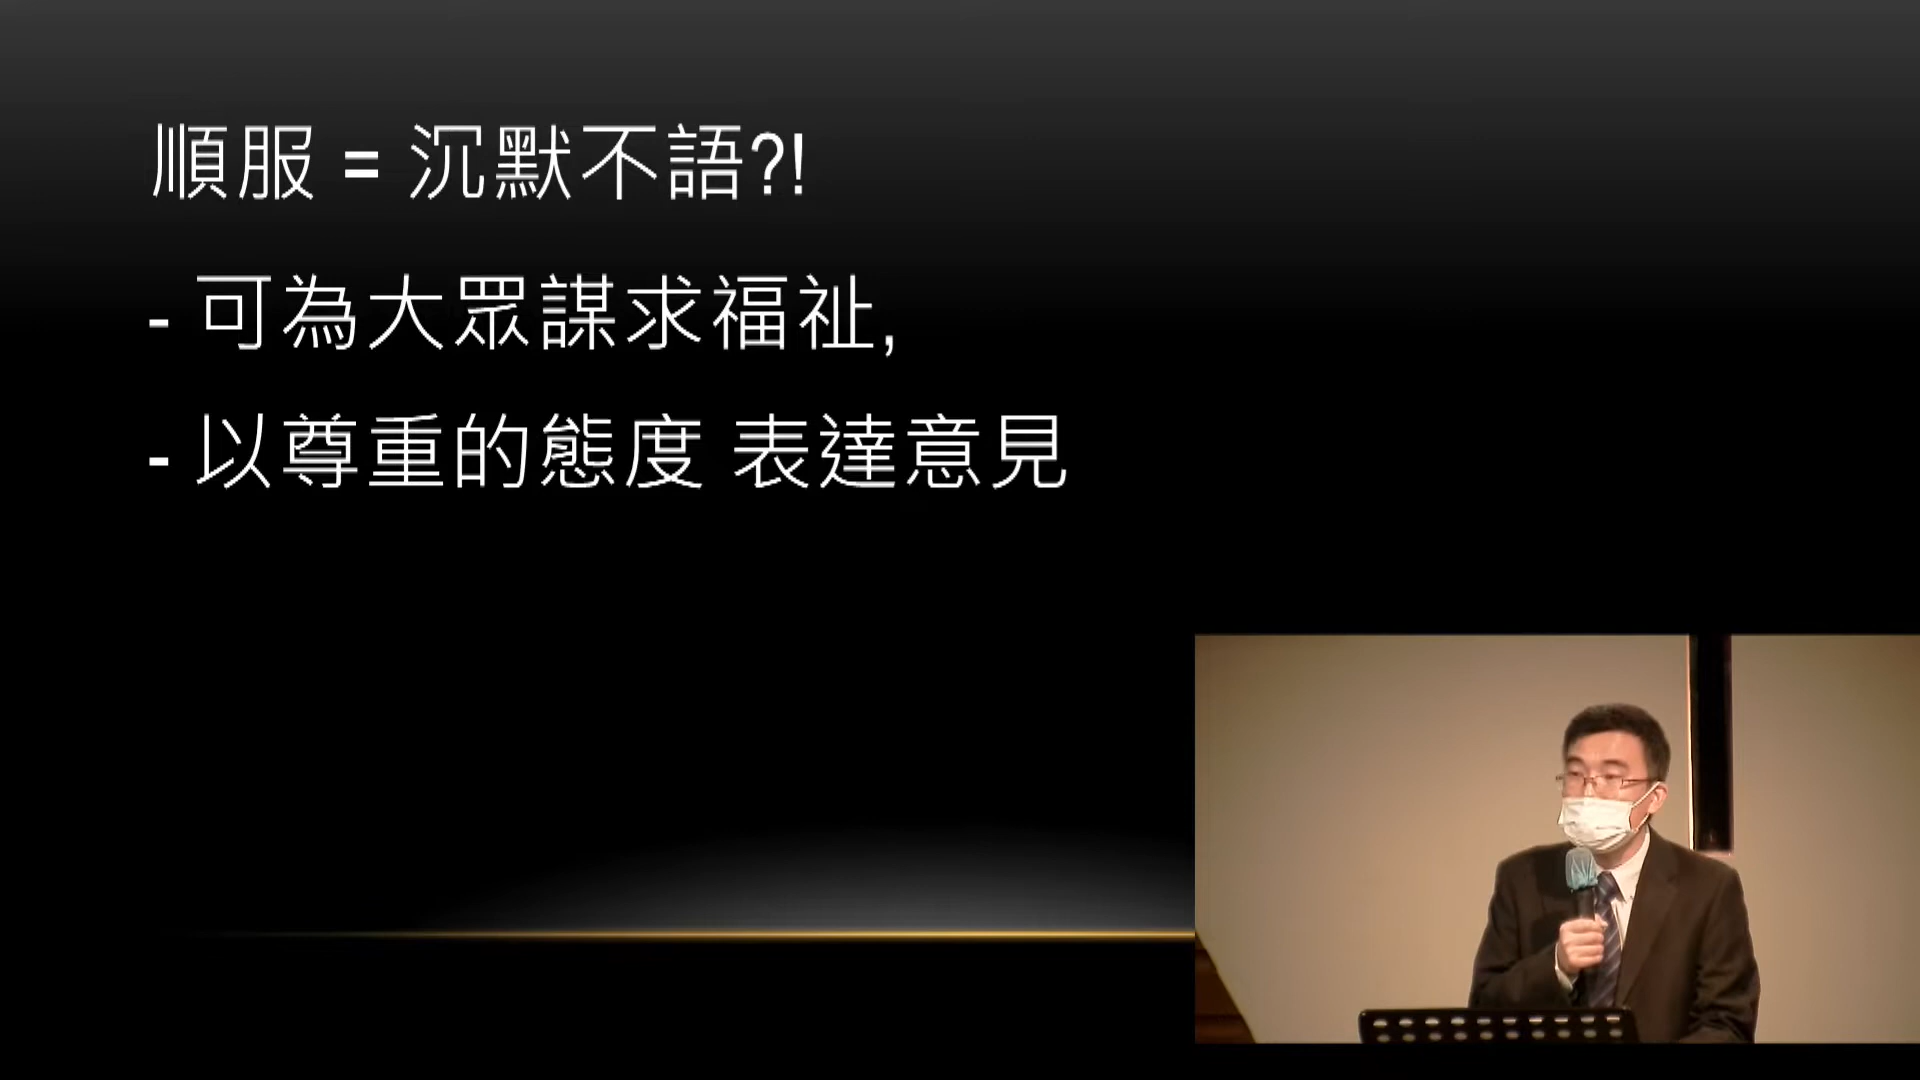 順服 = 沉默不語?!
- 可為大眾謀求福祉,
- 以尊重的態度 表達意見